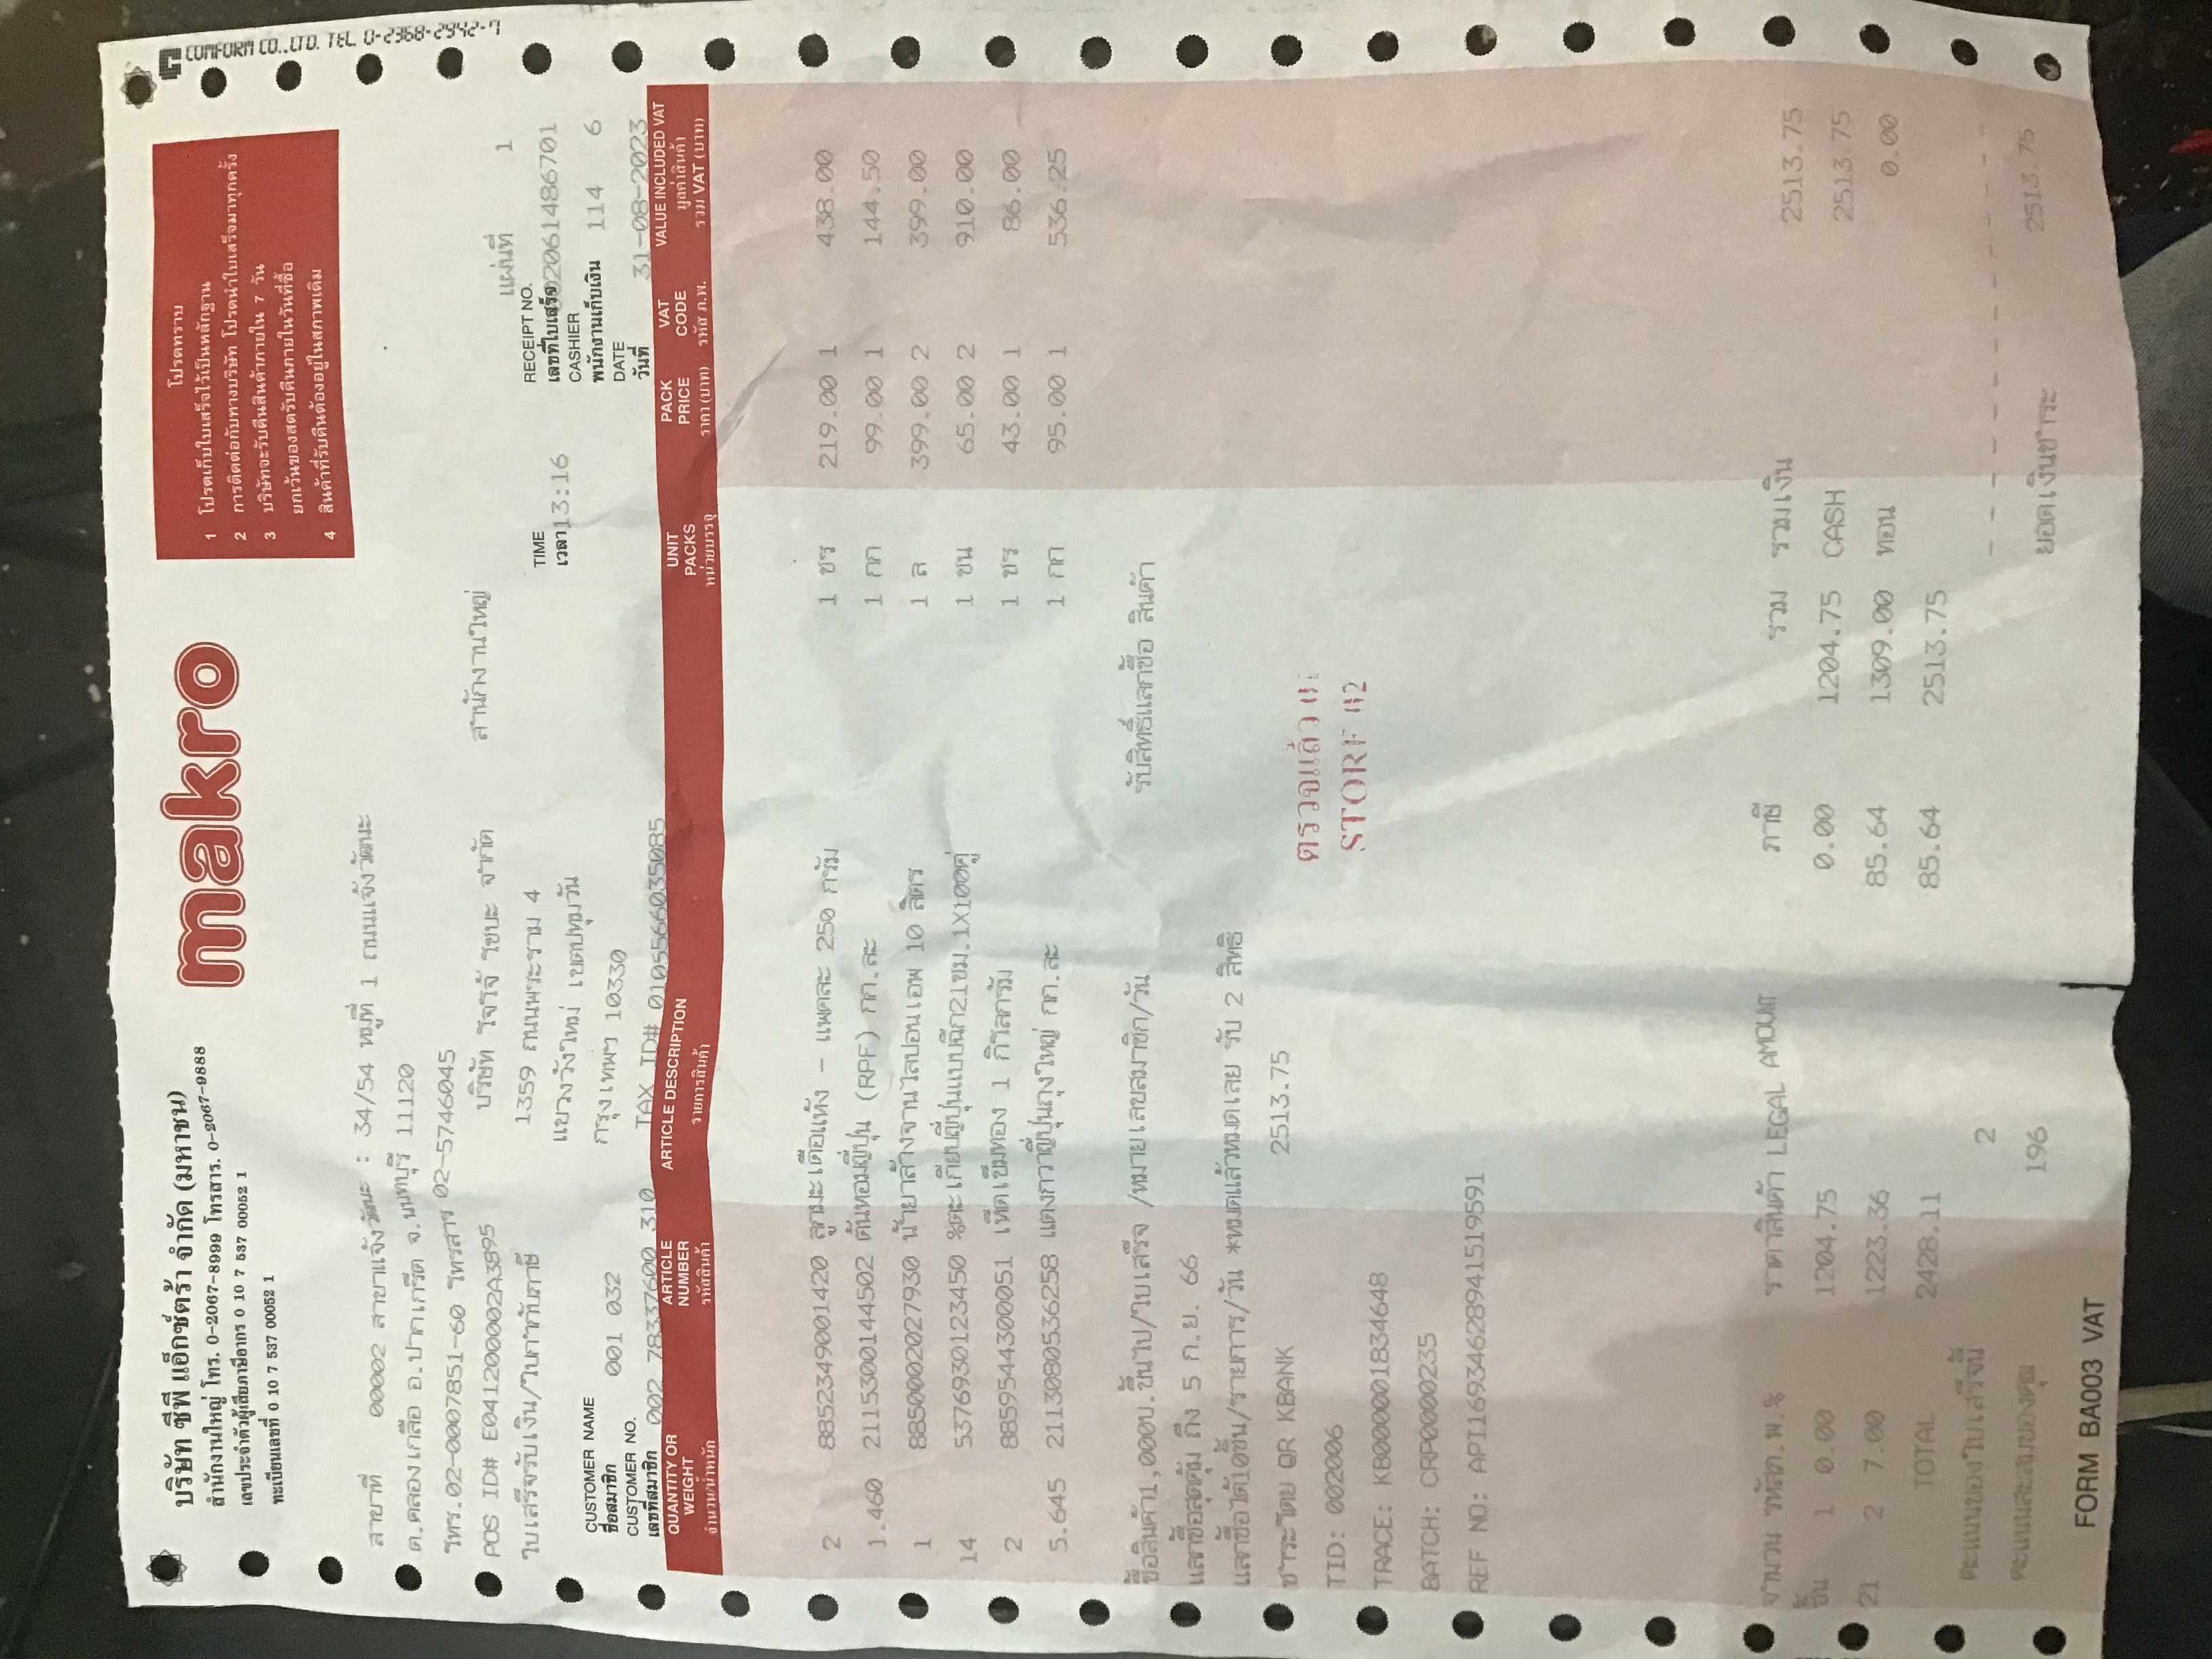 บริษัท ซีพี แอ็กซ์ตร้า จำกัด (มหาชน)
สำนักงานใหญ่ โทร. 0-2067-8999 โทรสาร. 0-2067-9888
เลขประจำตัวผู้เสียภาษีอากร 0 10 7 537 00052 1
ทะเบียนเลขที่ 0 10 7 537 00052 1
makro
โปรดทราบ
1 โปรดเก็บใบเสร็จไว้เป็นหลักฐาน
2 การติดต่อกับทางบริษัท โปรดนำใบเสร็จมาทุกครั้ง
3 บริษัทจะรับคืนสินค้าภายใน 7 วัน
ยกเว้นของสดรับคืนภายในวันที่ซื้อ
4 สินค้าที่รับคืนต้องอยู่ในสภาพเดิม
CO.,LTD. TEL 0-2368-2942-7
สาขาที่ 00002 สาขาแจ้งวัฒนะ : 34/54 หมู่ที่ 1 ถนนแจ้งวัฒนะ
ต.คลองเกลือ อ.ปากเกร็ด จ.นนทบุรี 11120
โทร.02-0007851-60 โทรสาร 02-5746045
POS ID# E041200002A3895 บริษัท โจโจ้ โซบะ จำกัด สำนักงานใหญ่
แผ่นที่ 1
ใบเสร็จรับเงิน/ใบกำกับภาษี 1359 ถนนพระราม 4
แขวงวังใหม่ เขตปทุมวัน
กรุงเทพฯ 10330
TIME
เวลา 13:16
RECEIPT NO.
เลขที่ใบเสร็จ 002061486701
CASHIER
พนักงานเก็บเงิน 114 6
DATE
วันที่ 31-08-2023
CUSTOMER NAME
ชื่อสมาชิก 001 032
CUSTOMER NO.
เลขที่สมาชิก 002 78337600 310 TAX ID# 0105566035085
QUANTITY OR WEIGHT จำนวน/น้ำหนัก ARTICLE NUMBER รหัสสินค้า ARTICLE DESCRIPTION รายการสินค้า UNIT PACKS หน่วยบรรจุ PACK PRICE ราคา (บาท) VAT CODE รหัส ภ.พ. VALUE INCLUDED VAT มูลค่าสินค้า รวม VAT (บาท)
2 8852349001420 ลูกมะเดือแห้ง - แพคละ 250 กรัม 1 ชร 219.00 1 438.00
1.460 2115300144502 ต้นหอมญี่ปุ่น (RPF) กก.ละ 1 กก 99.00 1 144.50
1 8850002027930 น้ำยาล้างจานไลปอนเอฟ 10 ลิตร 1 ล 399.00 2 399.00
14 5376930123450 %ตะเกียบญี่ปุ่นแบบฉีก21ซม.1X100คู่ 1 ชน 65.00 2 910.00
2 8859544300051 เห็ดเข็มทอง 1 กิโลกรัม 1 ชร 43.00 1 86.00
5.645 2113080536258 แตงกวาญี่ปุ่นถุงใหญ่ กก.ละ 1 กก 95.00 1 536.25
ซื้อสินค้า1,000บ.ขึ้นไป/ใบเสร็จ /หมายเลขสมาชิก/วัน รับสิทธิ์แลกซื้อ สินค้า
แลกซื้อสุดคุ้ม ถึง 5 ก.ย. 66
แลกซื้อได้10ชิ้น/รายการ/วัน *หมดแล้วหมดเลย รับ 2 สิทธิ
ชำระโดย QR KBANK 2513.75
TID: 002006
TRACE: KB000001834648
BATCH: CRP0000235
REF NO: API16934628941519591
ตรวจแล้ว
STORE 02
จำนวน รหัสภ.พ.% ราคาสินค้า LEGAL AMOUNT ภาษี รวม รวมเงิน 2513.75
ชิ้น 1 0.00 1204.75 0.00 1204.75 CASH 2513.75
21 2 7.00 1223.36 85.64 1309.00 ทอน 0.00
TOTAL 2428.11 85.64 2513.75
คะแนนของใบเสร็จนี้ 2
คะแนนสะสมของคุณ 196
ยอดเงินชำระ 2513.75
FORM BA003 VAT